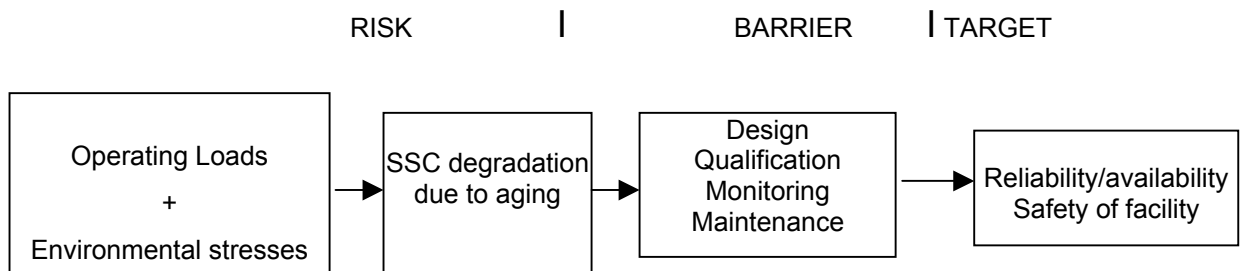 RISK | BARRIER | TARGET
Operating Loads
+
Environmental stresses
SSC degradation
due to aging
Design
Qualification
Monitoring
Maintenance
Reliability/availability
Safety of facility